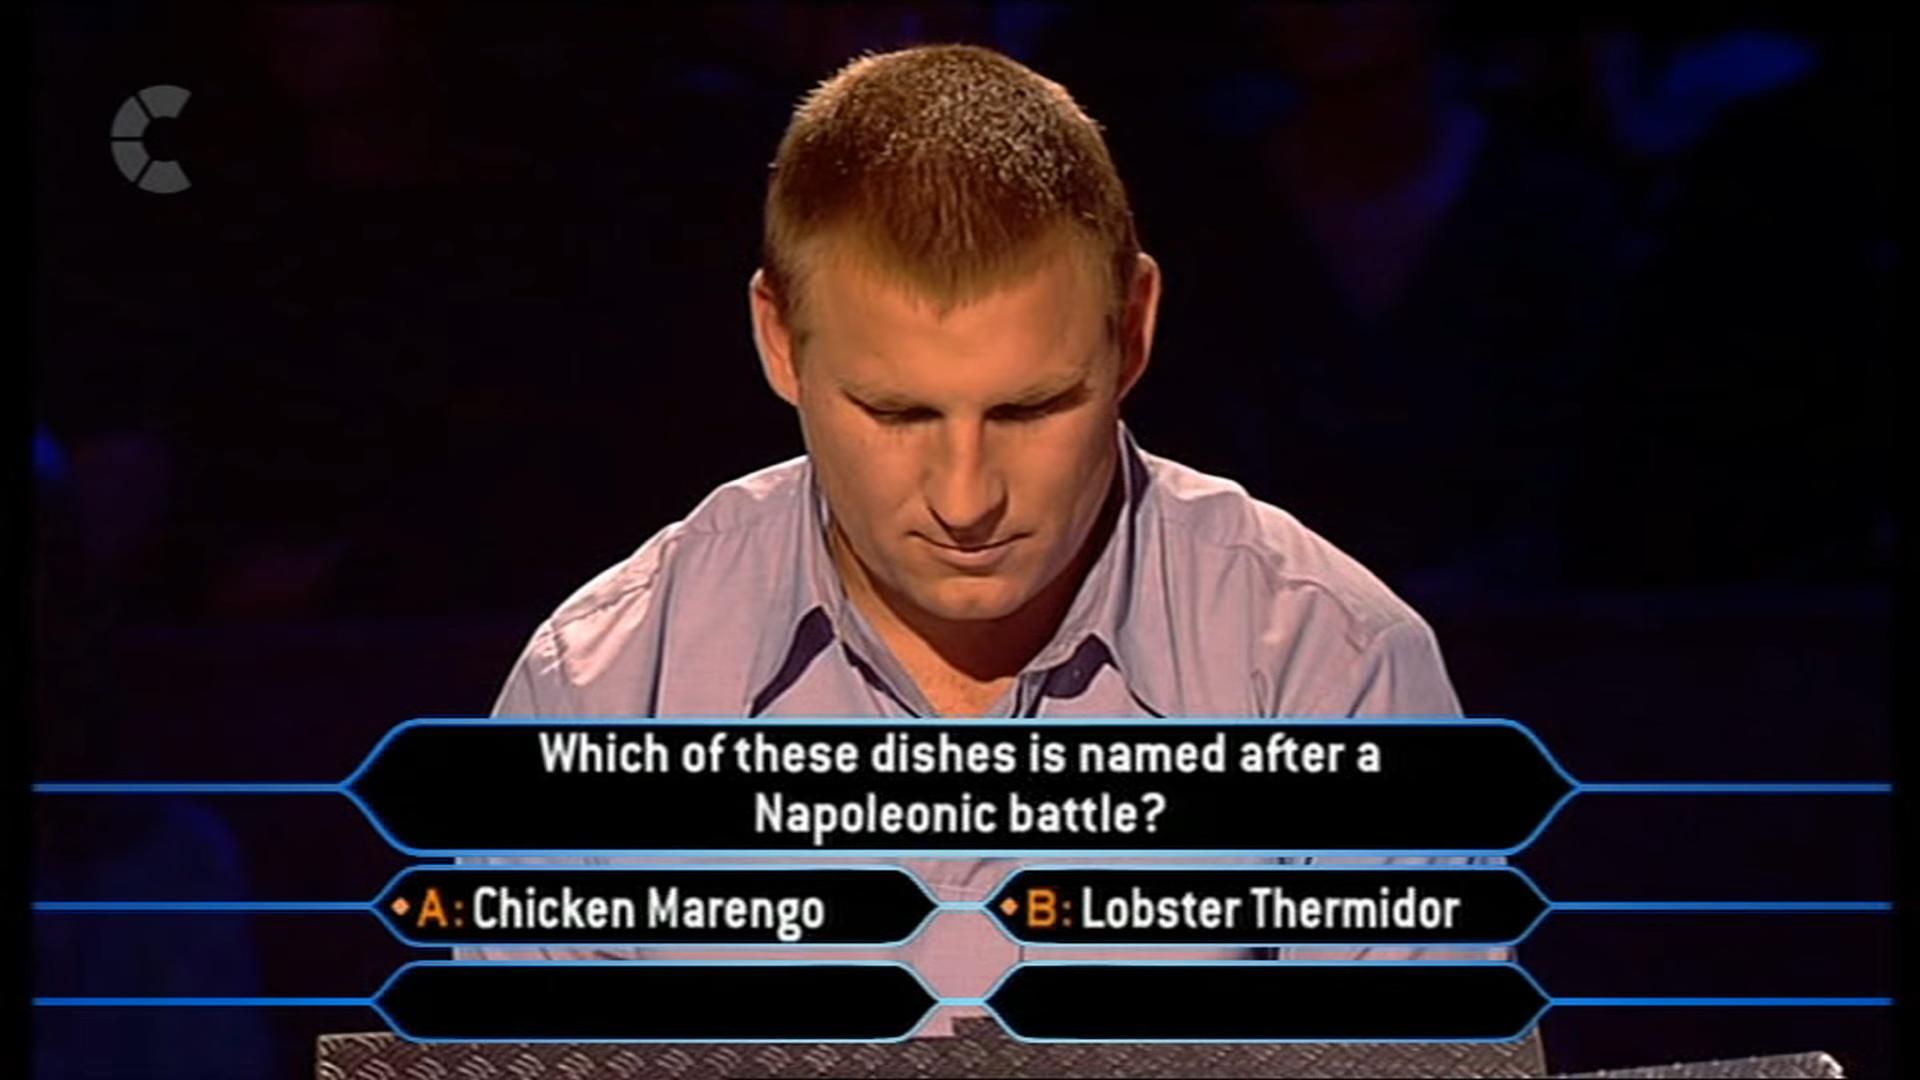 Which of these dishes is named after a
Napoleonic battle?
A: Chicken Marengo
B: Lobster Thermidor